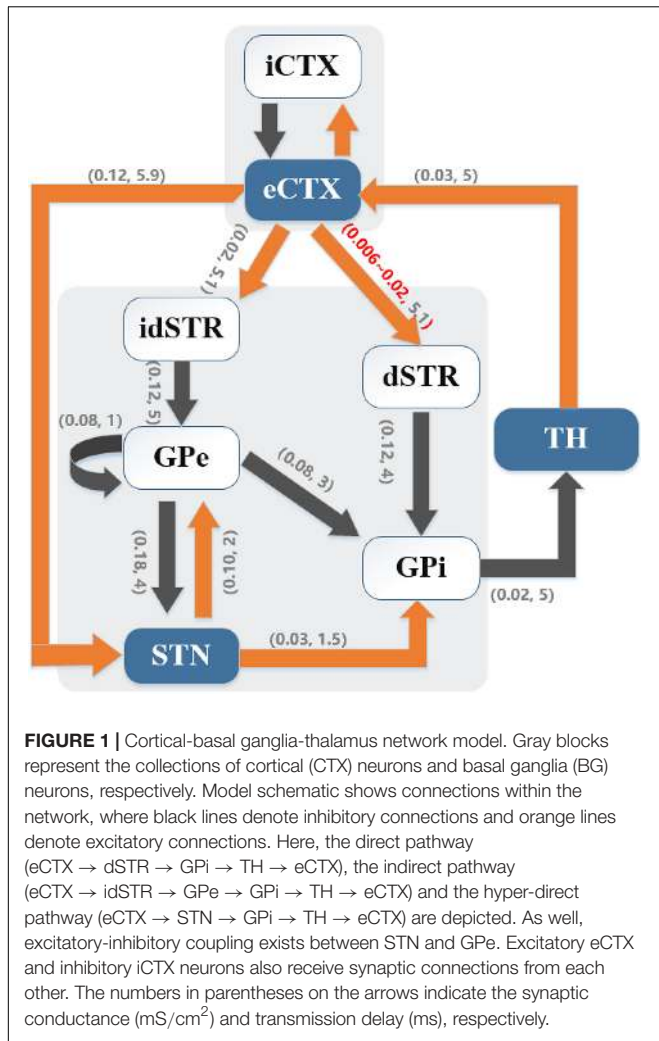 iCTX
(0.12, 5.9)
eCTX
(0.03, 5)
(0.02, 5.1)
(0.006~0.02, 5.1)
idSTR
dSTR
(0.12, 5)
(0.08, 1)
GPe
(0.08, 3)
(0.12, 4)
TH
(0.18, 4)
(0.10, 2)
GPi
(0.02, 5)
STN
(0.03, 1.5)
FIGURE 1 | Cortical-basal ganglia-thalamus network model. Gray blocks
represent the collections of cortical (CTX) neurons and basal ganglia (BG)
neurons, respectively. Model schematic shows connections within the
network, where black lines denote inhibitory connections and orange lines
denote excitatory connections. Here, the direct pathway
(eCTX → dSTR → GPi → TH → eCTX), the indirect pathway
(eCTX → idSTR → GPe → GPi → TH → eCTX) and the hyper-direct
pathway (eCTX → STN → GPi → TH → eCTX) are depicted. As well,
excitatory-inhibitory coupling exists between STN and GPe. Excitatory eCTX
and inhibitory iCTX neurons also receive synaptic connections from each
other. The numbers in parentheses on the arrows indicate the synaptic
conductance (mS/cm²) and transmission delay (ms), respectively.